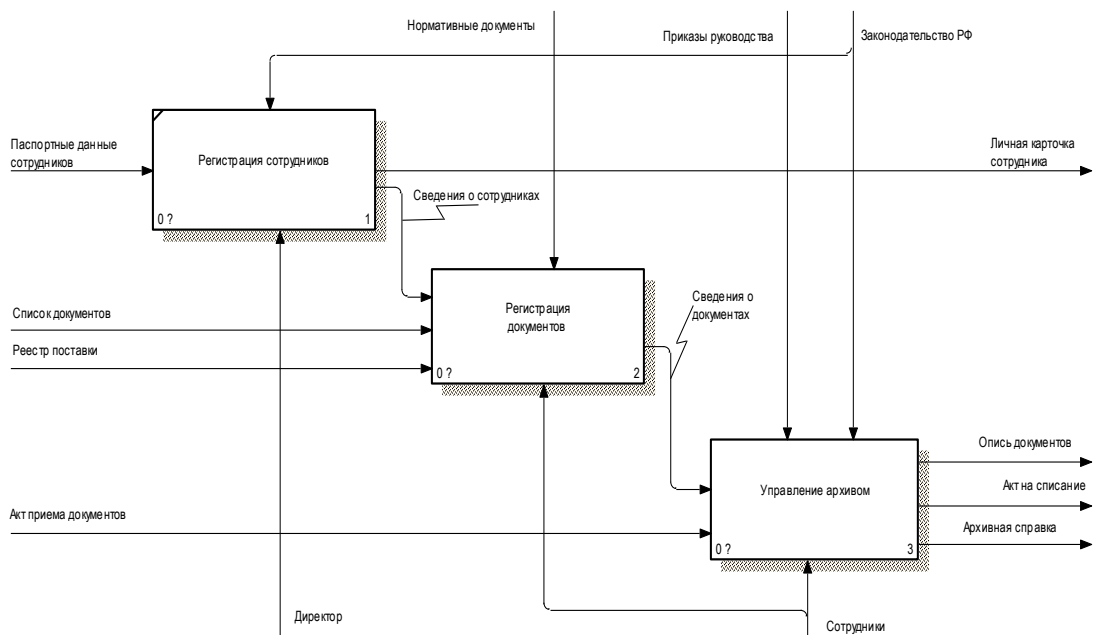 Нормативные документы
Приказы руководства
Законодательство РФ
Паспортные данные
сотрудников
Регистрация сотрудников
0 ?
1
Личная карточка
сотрудника
Сведения о сотрудниках
Список документов
Реестр поставки
Регистрация
документов
0 ?
2
Сведения о
документах
Акт приема документов
Управление архивом
0 ?
3
Опись документов
Акт на списание
Архивная справка
Директор
Сотрудники